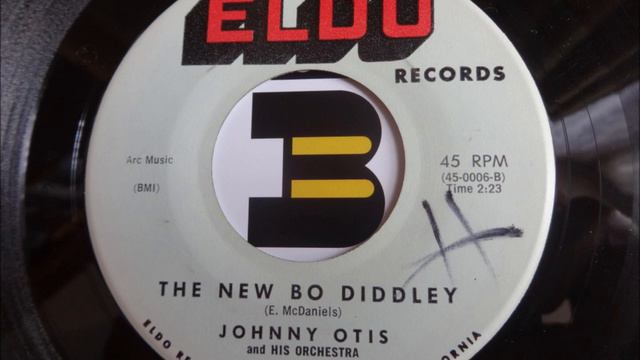 ELDO
RECORDS
Arc Music
(BMI)
45 RPM
(45-0006-B)
Time 2:23
B
THE NEW BO DIDDLEY
(E. McDaniels)
JOHNNY OTIS
and HIS ORCHESTRA
ELDO